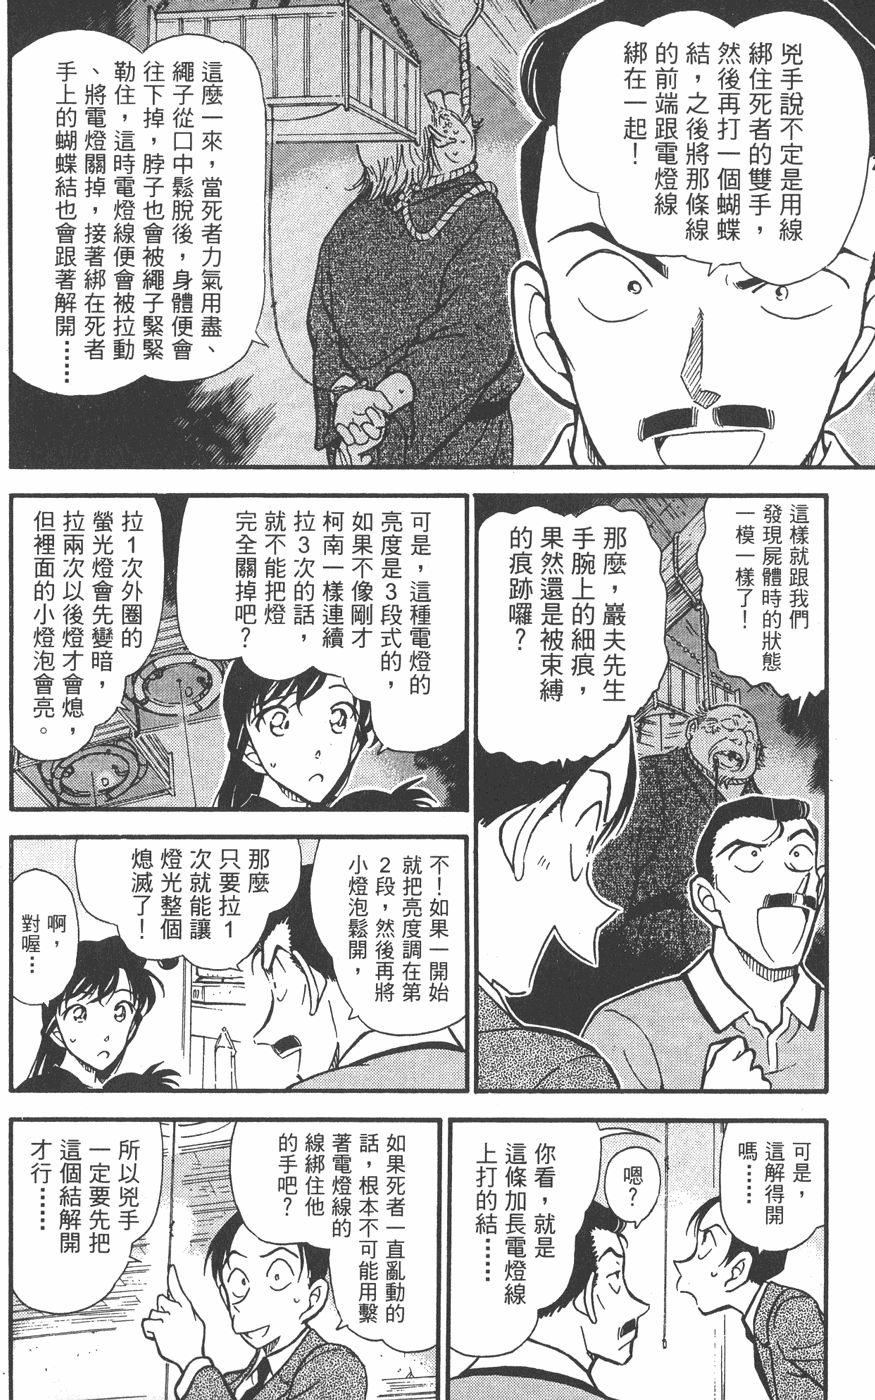 兇手說不定是用線
綁住死者的雙手，
然後再打一個蝴蝶
結，之後將那條線
的前端跟電燈線
綁在一起！
這麼一來，當死者力氣用盡、
繩子從口中鬆脫後，身體便會
往下掉，脖子也會被繩子緊緊
勒住，這時電燈線便會被拉動
、將電燈關掉，接著綁在死者
手上的蝴蝶結也會跟著解開……
這樣就跟我們
發現屍體時的狀態
一模一樣了！
那麼，巖夫先生
手腕上的細痕，
果然還是被束縛
的痕跡囉？
可是，這種電燈的
亮度是3段式的，
如果不像剛才
柯南一樣連續
拉3次的話，
就不能把燈
完全關掉吧？
拉1次外圈的
螢光燈會先變暗，
拉兩次以後燈才會熄，
但裡面的小燈泡會亮。
不！如果一開始
就把亮度調在第
2段，然後再將
小燈泡鬆開，
那麼
只要拉1
次就能讓
燈光整個
熄滅了！
啊，
對喔…
可是，
這解得開
嗎……
嗯？
你看，就是
這條加長電燈線
上打的結……
如果死者一直亂動的
話，根本不可能用繫
著電燈線的
線綁住他
的手吧？
所以兇手
一定要先把
這個結解開
才行……